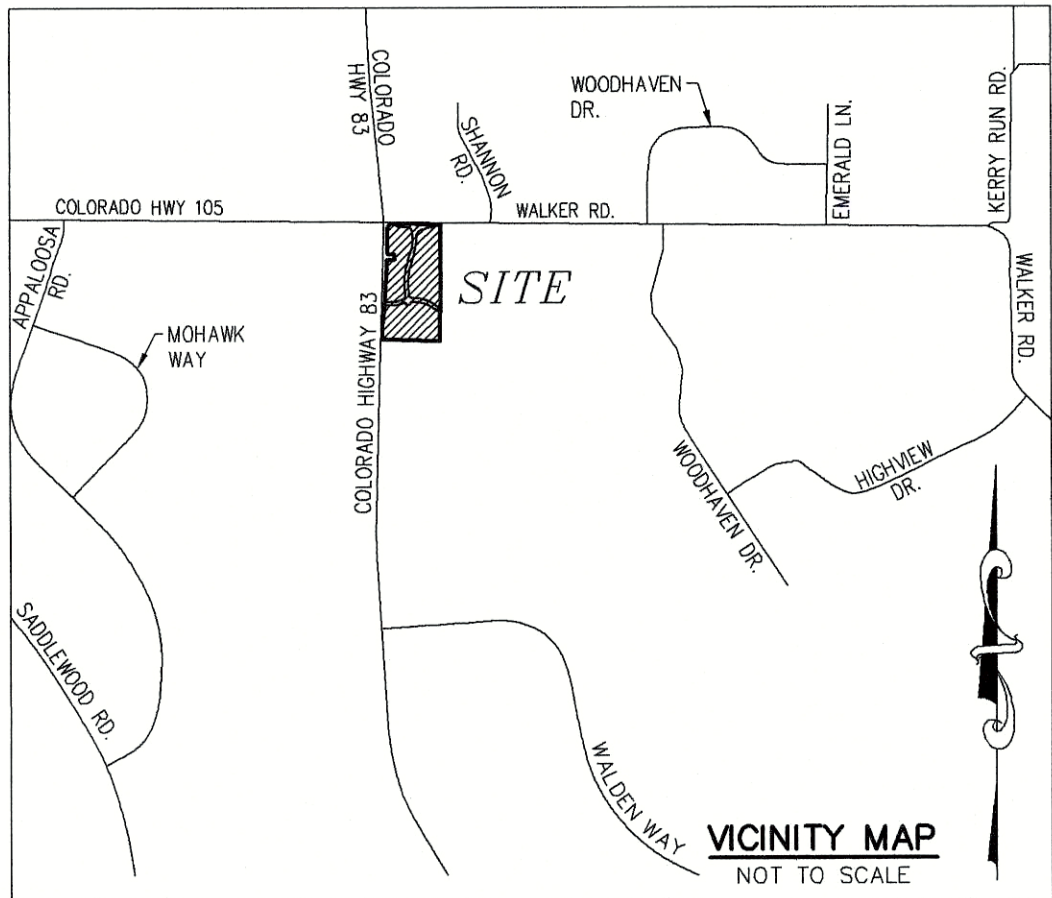 COLORADO
HWY 83
WOODHAVEN
DR.
SHANNON
RD.
EMERALD LN.
KERRY RUN RD.
COLORADO HWY 105
WALKER RD.
APPALOOSA
RD.
SITE
WALKER RD.
MOHAWK
WAY
COLORADO HIGHWAY 83
WOODHAVEN DR.
HIGHVIEW
DR.
SADDLEWOOD RD.
WALDEN WAY
VICINITY MAP
NOT TO SCALE